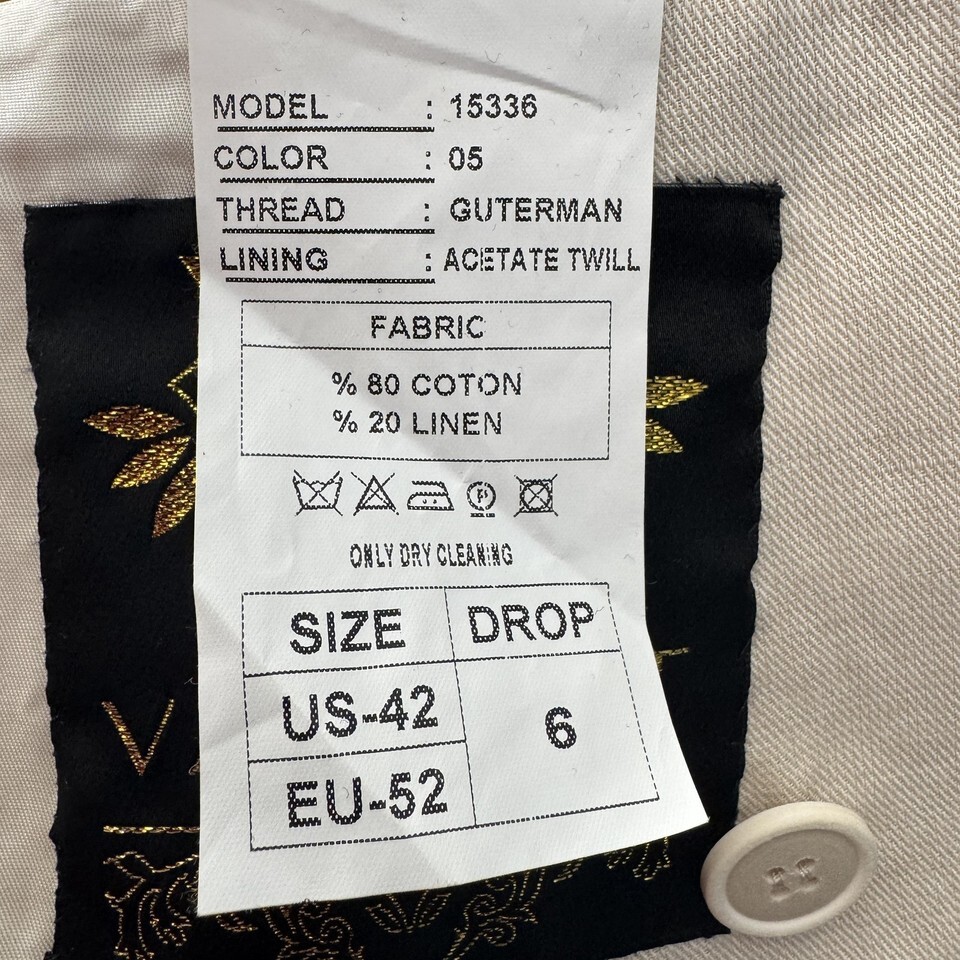 MODEL : 15336
COLOR : 05
THREAD : GUTERMAN
LINING : ACETATE TWILL
FABRIC
% 80 COTON
% 20 LINEN
ONLY DRY CLEANING
SIZE DROP
US-42 6
EU-52